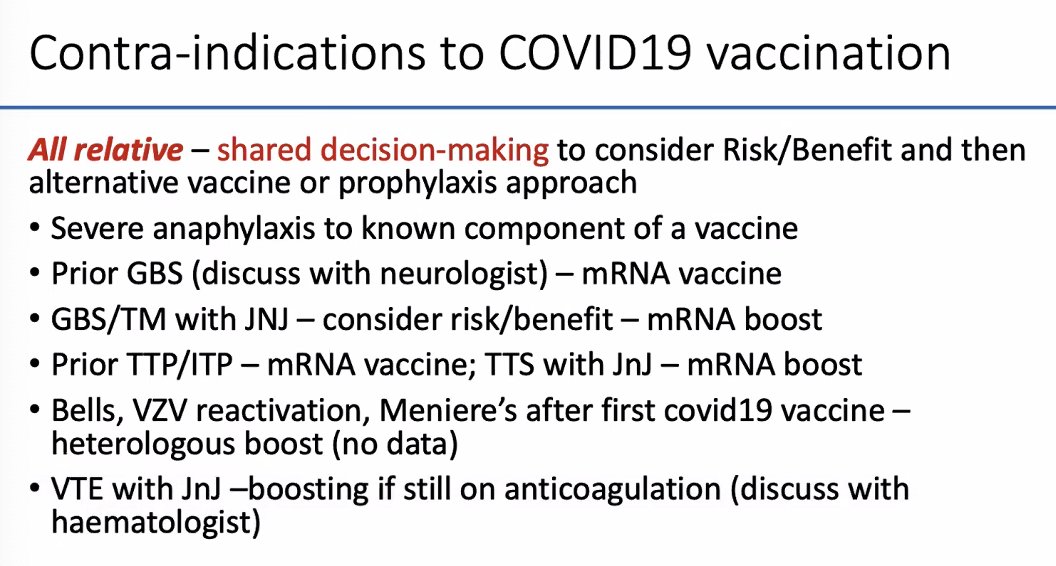 Contra-indications to COVID19 vaccination
All relative – shared decision-making to consider Risk/Benefit and then
alternative vaccine or prophylaxis approach
• Severe anaphylaxis to known component of a vaccine
• Prior GBS (discuss with neurologist) – mRNA vaccine
• GBS/TM with JNJ – consider risk/benefit – mRNA boost
• Prior TTP/ITP – mRNA vaccine; TTS with JnJ – mRNA boost
• Bells, VZV reactivation, Meniere’s after first covid19 vaccine –
heterologous boost (no data)
• VTE with JnJ –boosting if still on anticoagulation (discuss with
haematologist)